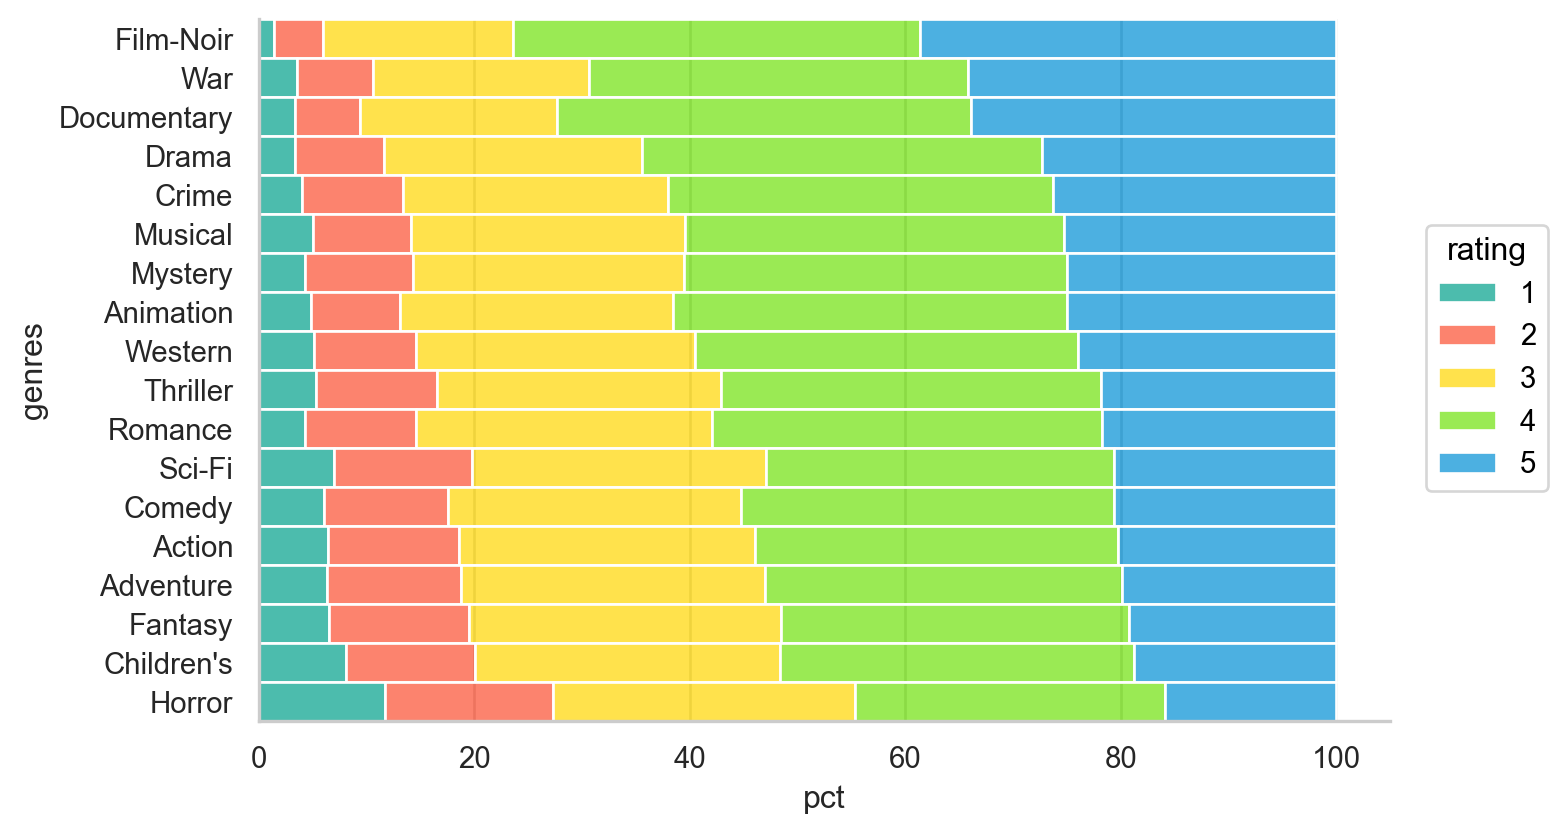 Film-Noir
War
Documentary
Drama
Crime
Musical
Mystery
Animation
Western
Thriller
Romance
Sci-Fi
Comedy
Action
Adventure
Fantasy
Children's
Horror
genres
0 20 40 60 80 100
pct
rating
1
2
3
4
5